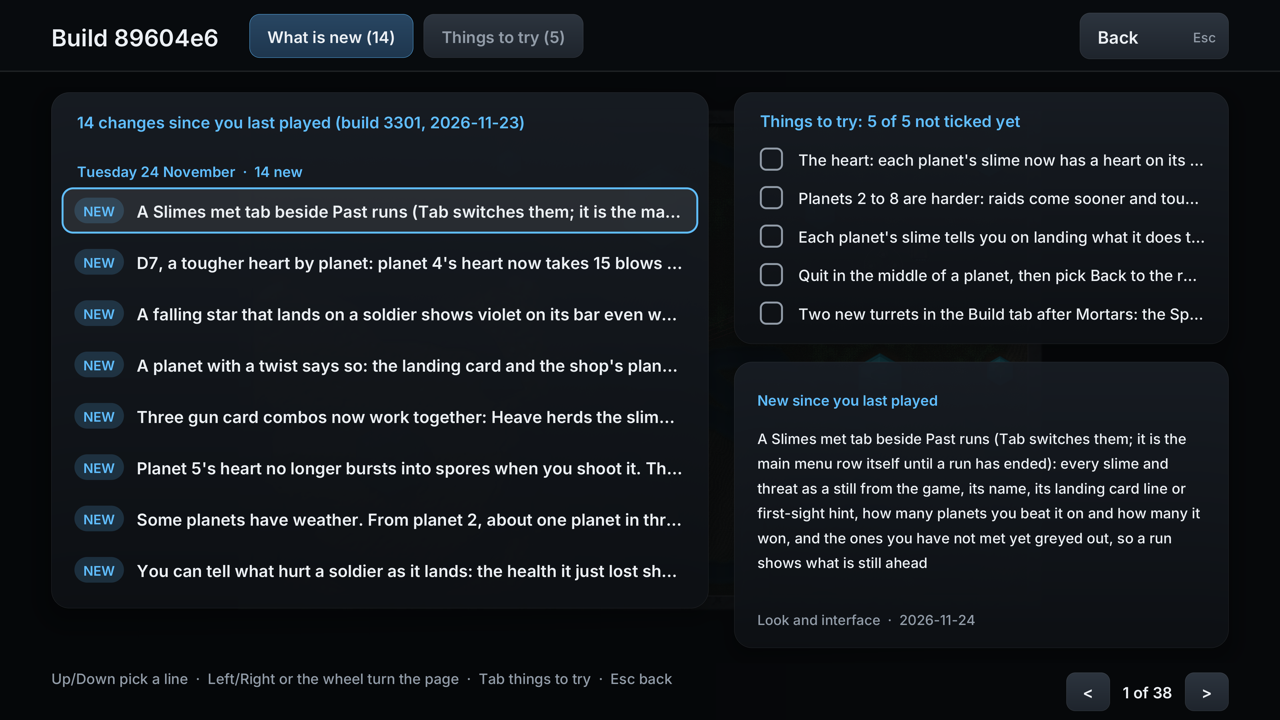 Build 89604e6
What is new (14)
Things to try (5)
Back Esc
14 changes since you last played (build 3301, 2026-11-23)
Tuesday 24 November · 14 new
NEW A Slimes met tab beside Past runs (Tab switches them; it is the ma...
NEW D7, a tougher heart by planet: planet 4's heart now takes 15 blows ...
NEW A falling star that lands on a soldier shows violet on its bar even w...
NEW A planet with a twist says so: the landing card and the shop's plan...
NEW Three gun card combos now work together: Heave herds the slim...
NEW Planet 5's heart no longer bursts into spores when you shoot it. Th...
NEW Some planets have weather. From planet 2, about one planet in thr...
NEW You can tell what hurt a soldier as it lands: the health it just lost sh...
Things to try: 5 of 5 not ticked yet
The heart: each planet's slime now has a heart on its ...
Planets 2 to 8 are harder: raids come sooner and tou...
Each planet's slime tells you on landing what it does t...
Quit in the middle of a planet, then pick Back to the r...
Two new turrets in the Build tab after Mortars: the Sp...
New since you last played
A Slimes met tab beside Past runs (Tab switches them; it is the
main menu row itself until a run has ended): every slime and
threat as a still from the game, its name, its landing card line or
first-sight hint, how many planets you beat it on and how many it
won, and the ones you have not met yet greyed out, so a run
shows what is still ahead
Look and interface · 2026-11-24
Up/Down pick a line · Left/Right or the wheel turn the page · Tab things to try · Esc back
< 1 of 38 >